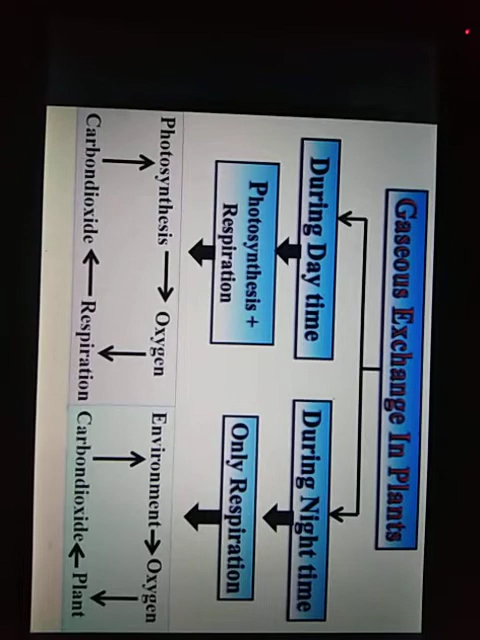 Gaseous Exchange In Plants
During Day time
During Night time
Photosynthesis +
Respiration
Only Respiration
Photosynthesis → Oxygen
Carbondioxide ← Respiration
Environment → Oxygen
Carbondioxide ← Plant